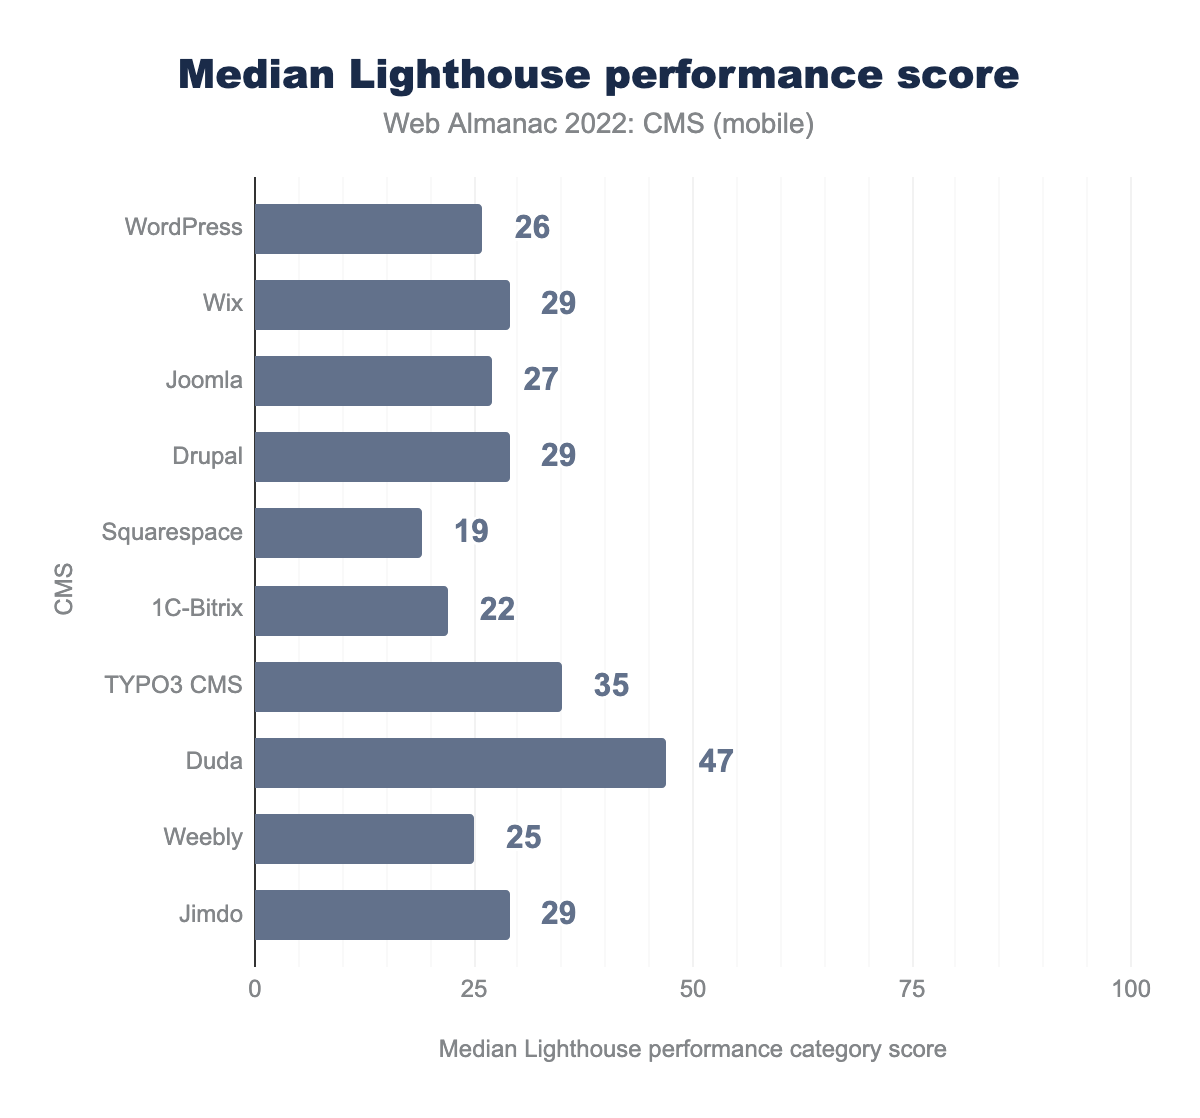 Median Lighthouse performance score
Web Almanac 2022: CMS (mobile)
CMS
WordPress 26
Wix 29
Joomla 27
Drupal 29
Squarespace 19
1C-Bitrix 22
TYPO3 CMS 35
Duda 47
Weebly 25
Jimdo 29
0 25 50 75 100
Median Lighthouse performance category score